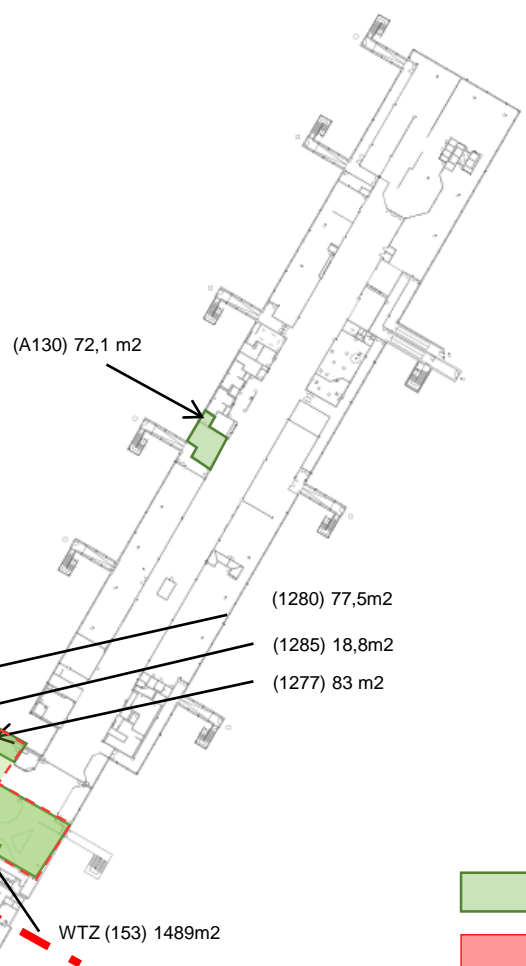 (A130) 72,1 m2
(1280) 77,5m2
(1285) 18,8m2
(1277) 83 m2
WTZ (153) 1489m2